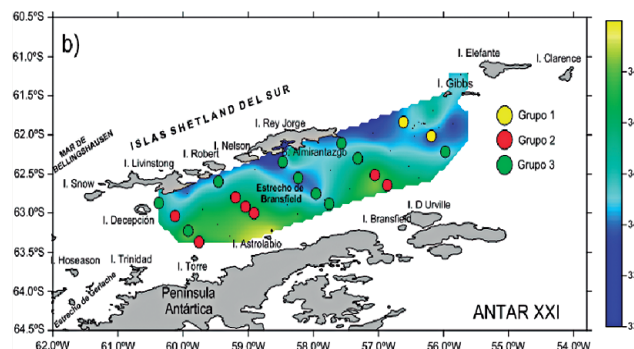 60.5°S
61.0°S
61.5°S
62.0°S
62.5°S
63.0°S
63.5°S
64.0°S
64.5°S
b)
I. Elefante
I. Clarence
I. Gibbs
ISLAS SHETLAND DEL SUR
I. Rey Jorge
MAR DE
BELLINGSHAUSEN
I. Nelson
I. Robert
I. Livinstong
I. Snow
I. Decepción
Estrecho de
Bransfield
I. D Urville
I. Bransfield
I. Astrolabio
I. Hoseason
I. Trinidad
I. Torre
Estrecho de Gerlache
Península
Antártica
Grupo 1
Grupo 2
Grupo 3
ANTAR XXI
62.0°W
61.0°W
60.0°W
59.0°W
58.0°W
57.0°W
56.0°W
55.0°W
54.0°W